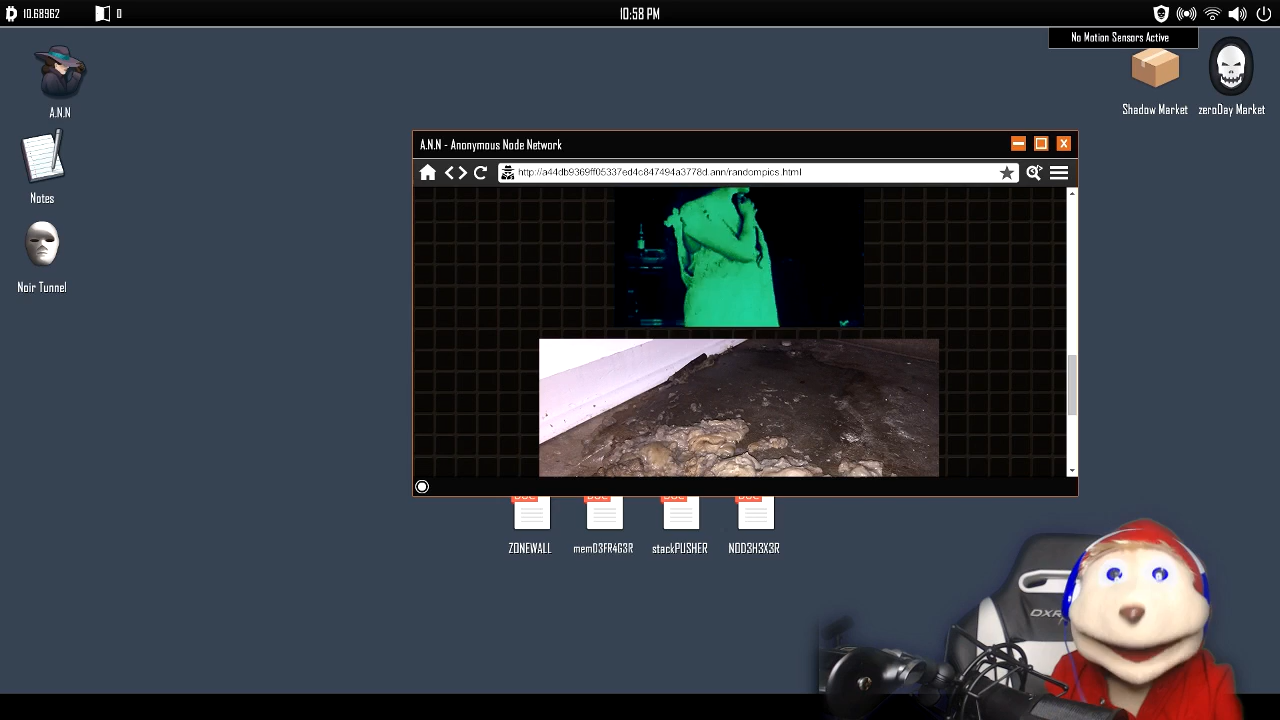 10.68962
0
10:58 PM
No Motion Sensors Active
A.N.N
Shadow Market
zeroDay Market
Notes
Noir Tunnel
A.N.N - Anonymous Node Network
http://a44db9369ff05337ed4c847494a3778d.ann/randompics.html
ZONEWALL
memD3FR4G3R
stackPUSHER
NOD3H3X3R
DXR